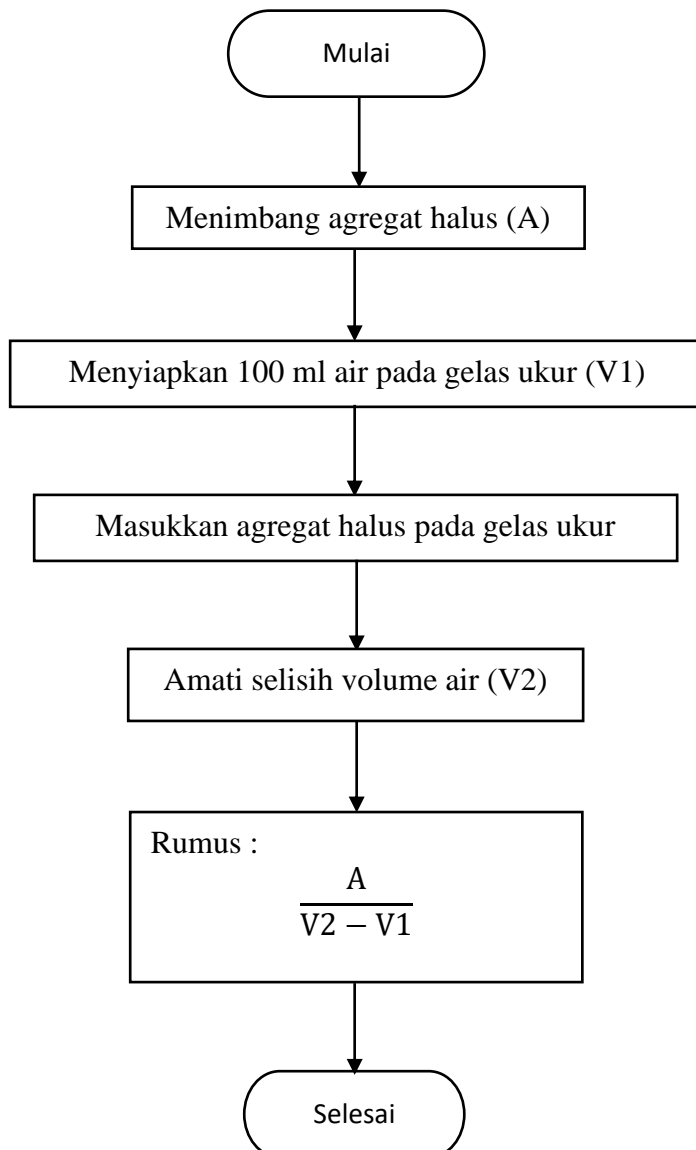 Mulai
Menimbang agregat halus (A)
Menyiapkan 100 ml air pada gelas ukur (V1)
Masukkan agregat halus pada gelas ukur
Amati selisih volume air (V2)
Rumus :
A
V2 − V1
Selesai